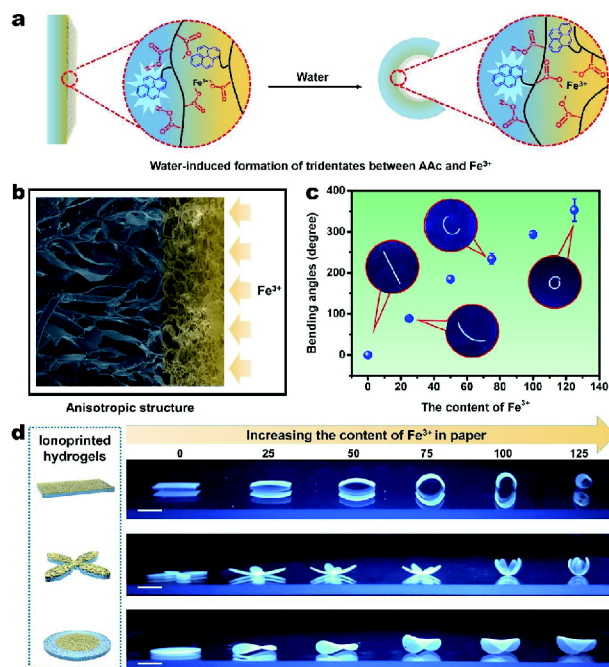 a
Fe³⁺
Water
Fe³⁺
Water-induced formation of tridentates between AAc and Fe³⁺
b
Fe³⁺
Anisotropic structure
c
Bending angles (degree)
400
300
200
100
0
0 20 40 60 80 100 120 140
The content of Fe³⁺
d
Ionoprinted
hydrogels
Increasing the content of Fe³⁺ in paper
0 25 50 75 100 125